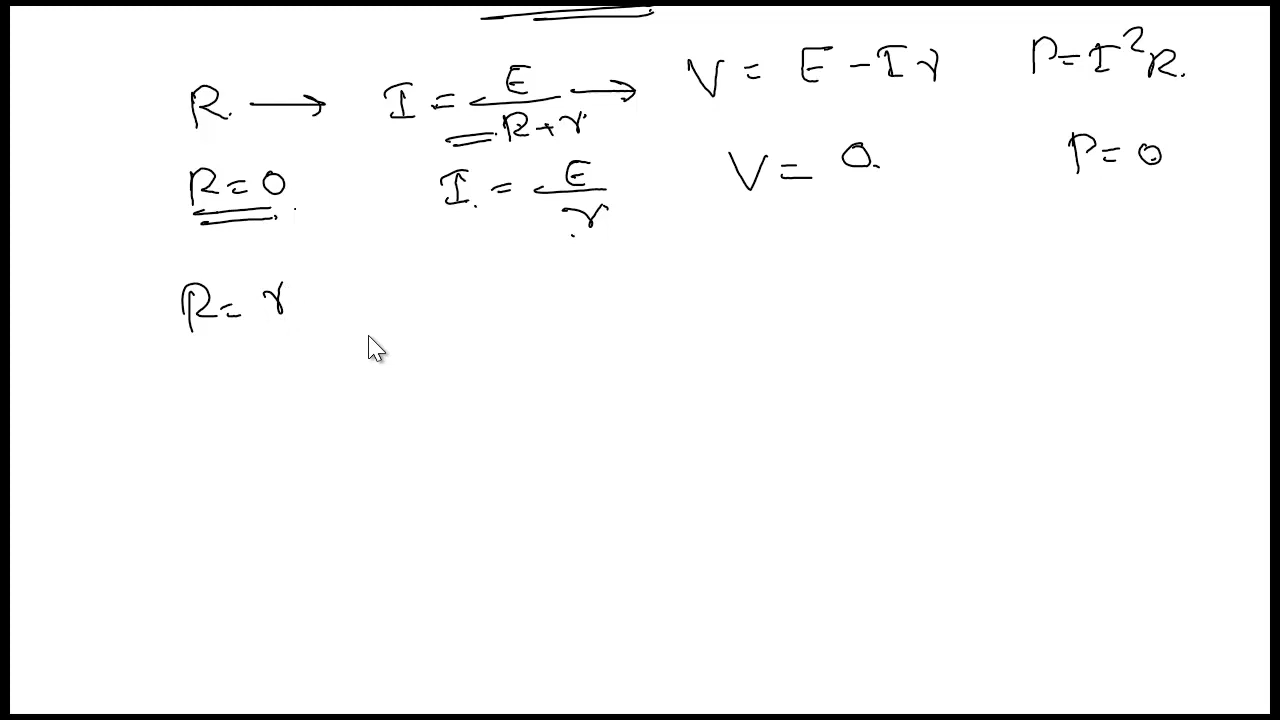 R. → I = E/R+r → V = E - Ir P = I²R.
R = 0 I. = E/r V = 0. P = 0
R = r